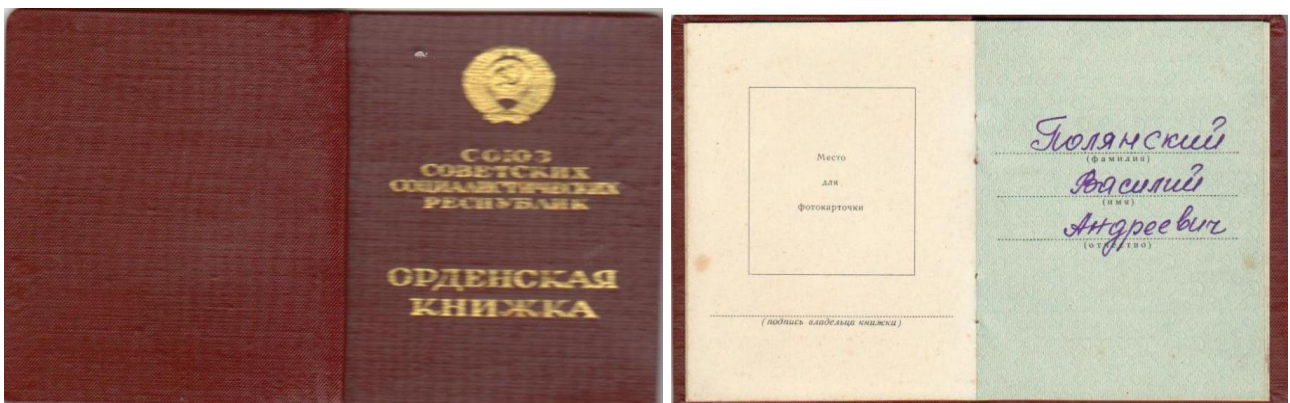 СОЮЗ
СОВЕТСКИХ
СОЦИАЛИСТИЧЕСКИХ
РЕСПУБЛИК
ОРДЕНСКАЯ
КНИЖКА
Место
для
фотокарточки
(подпись владельца книжки)
Полянский
(фамилия)
Василий
(имя)
Андреевич
(отчество)